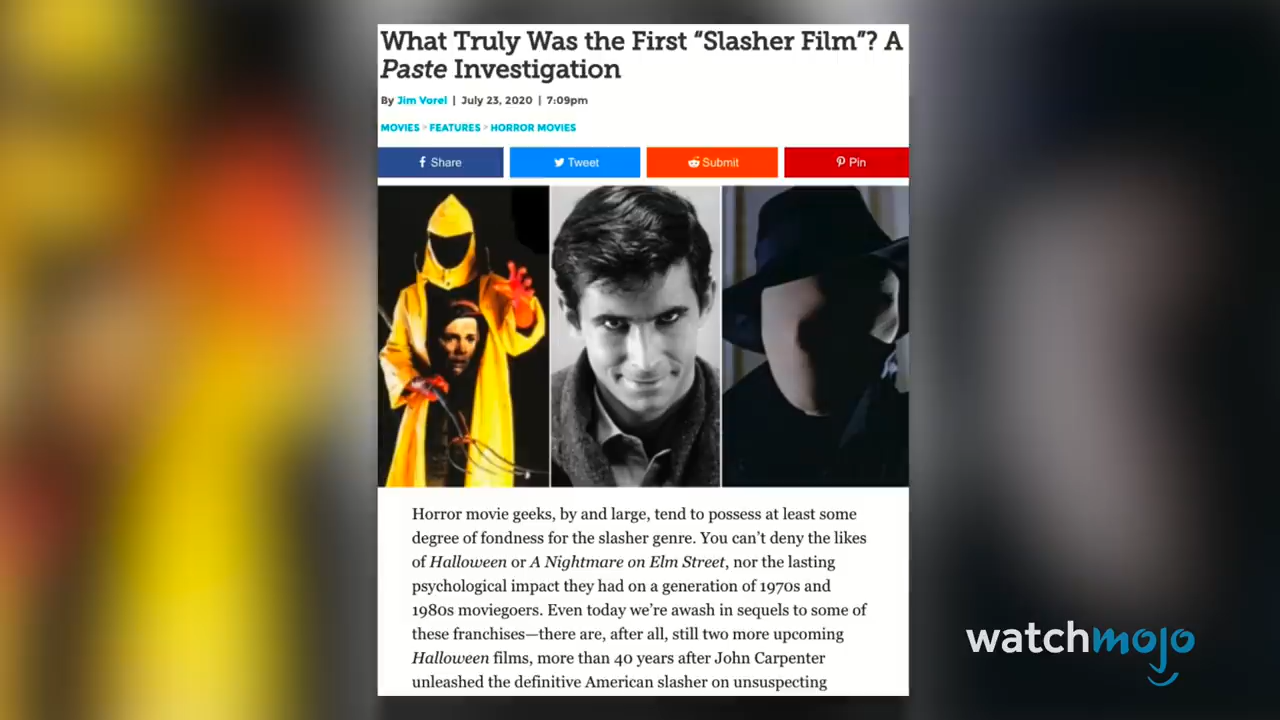 What Truly Was the First “Slasher Film”? A
Paste Investigation
By Jim Vorel | July 23, 2020 | 7:09pm
MOVIES > FEATURES > HORROR MOVIES
Share
Tweet
Submit
Pin
Horror movie geeks, by and large, tend to possess at least some
degree of fondness for the slasher genre. You can’t deny the likes
of Halloween or A Nightmare on Elm Street, nor the lasting
psychological impact they had on a generation of 1970s and
1980s moviegoers. Even today we’re awash in sequels to some of
these franchises—there are, after all, still two more upcoming
Halloween films, more than 40 years after John Carpenter
unleashed the definitive American slasher on unsuspecting
watchmojo